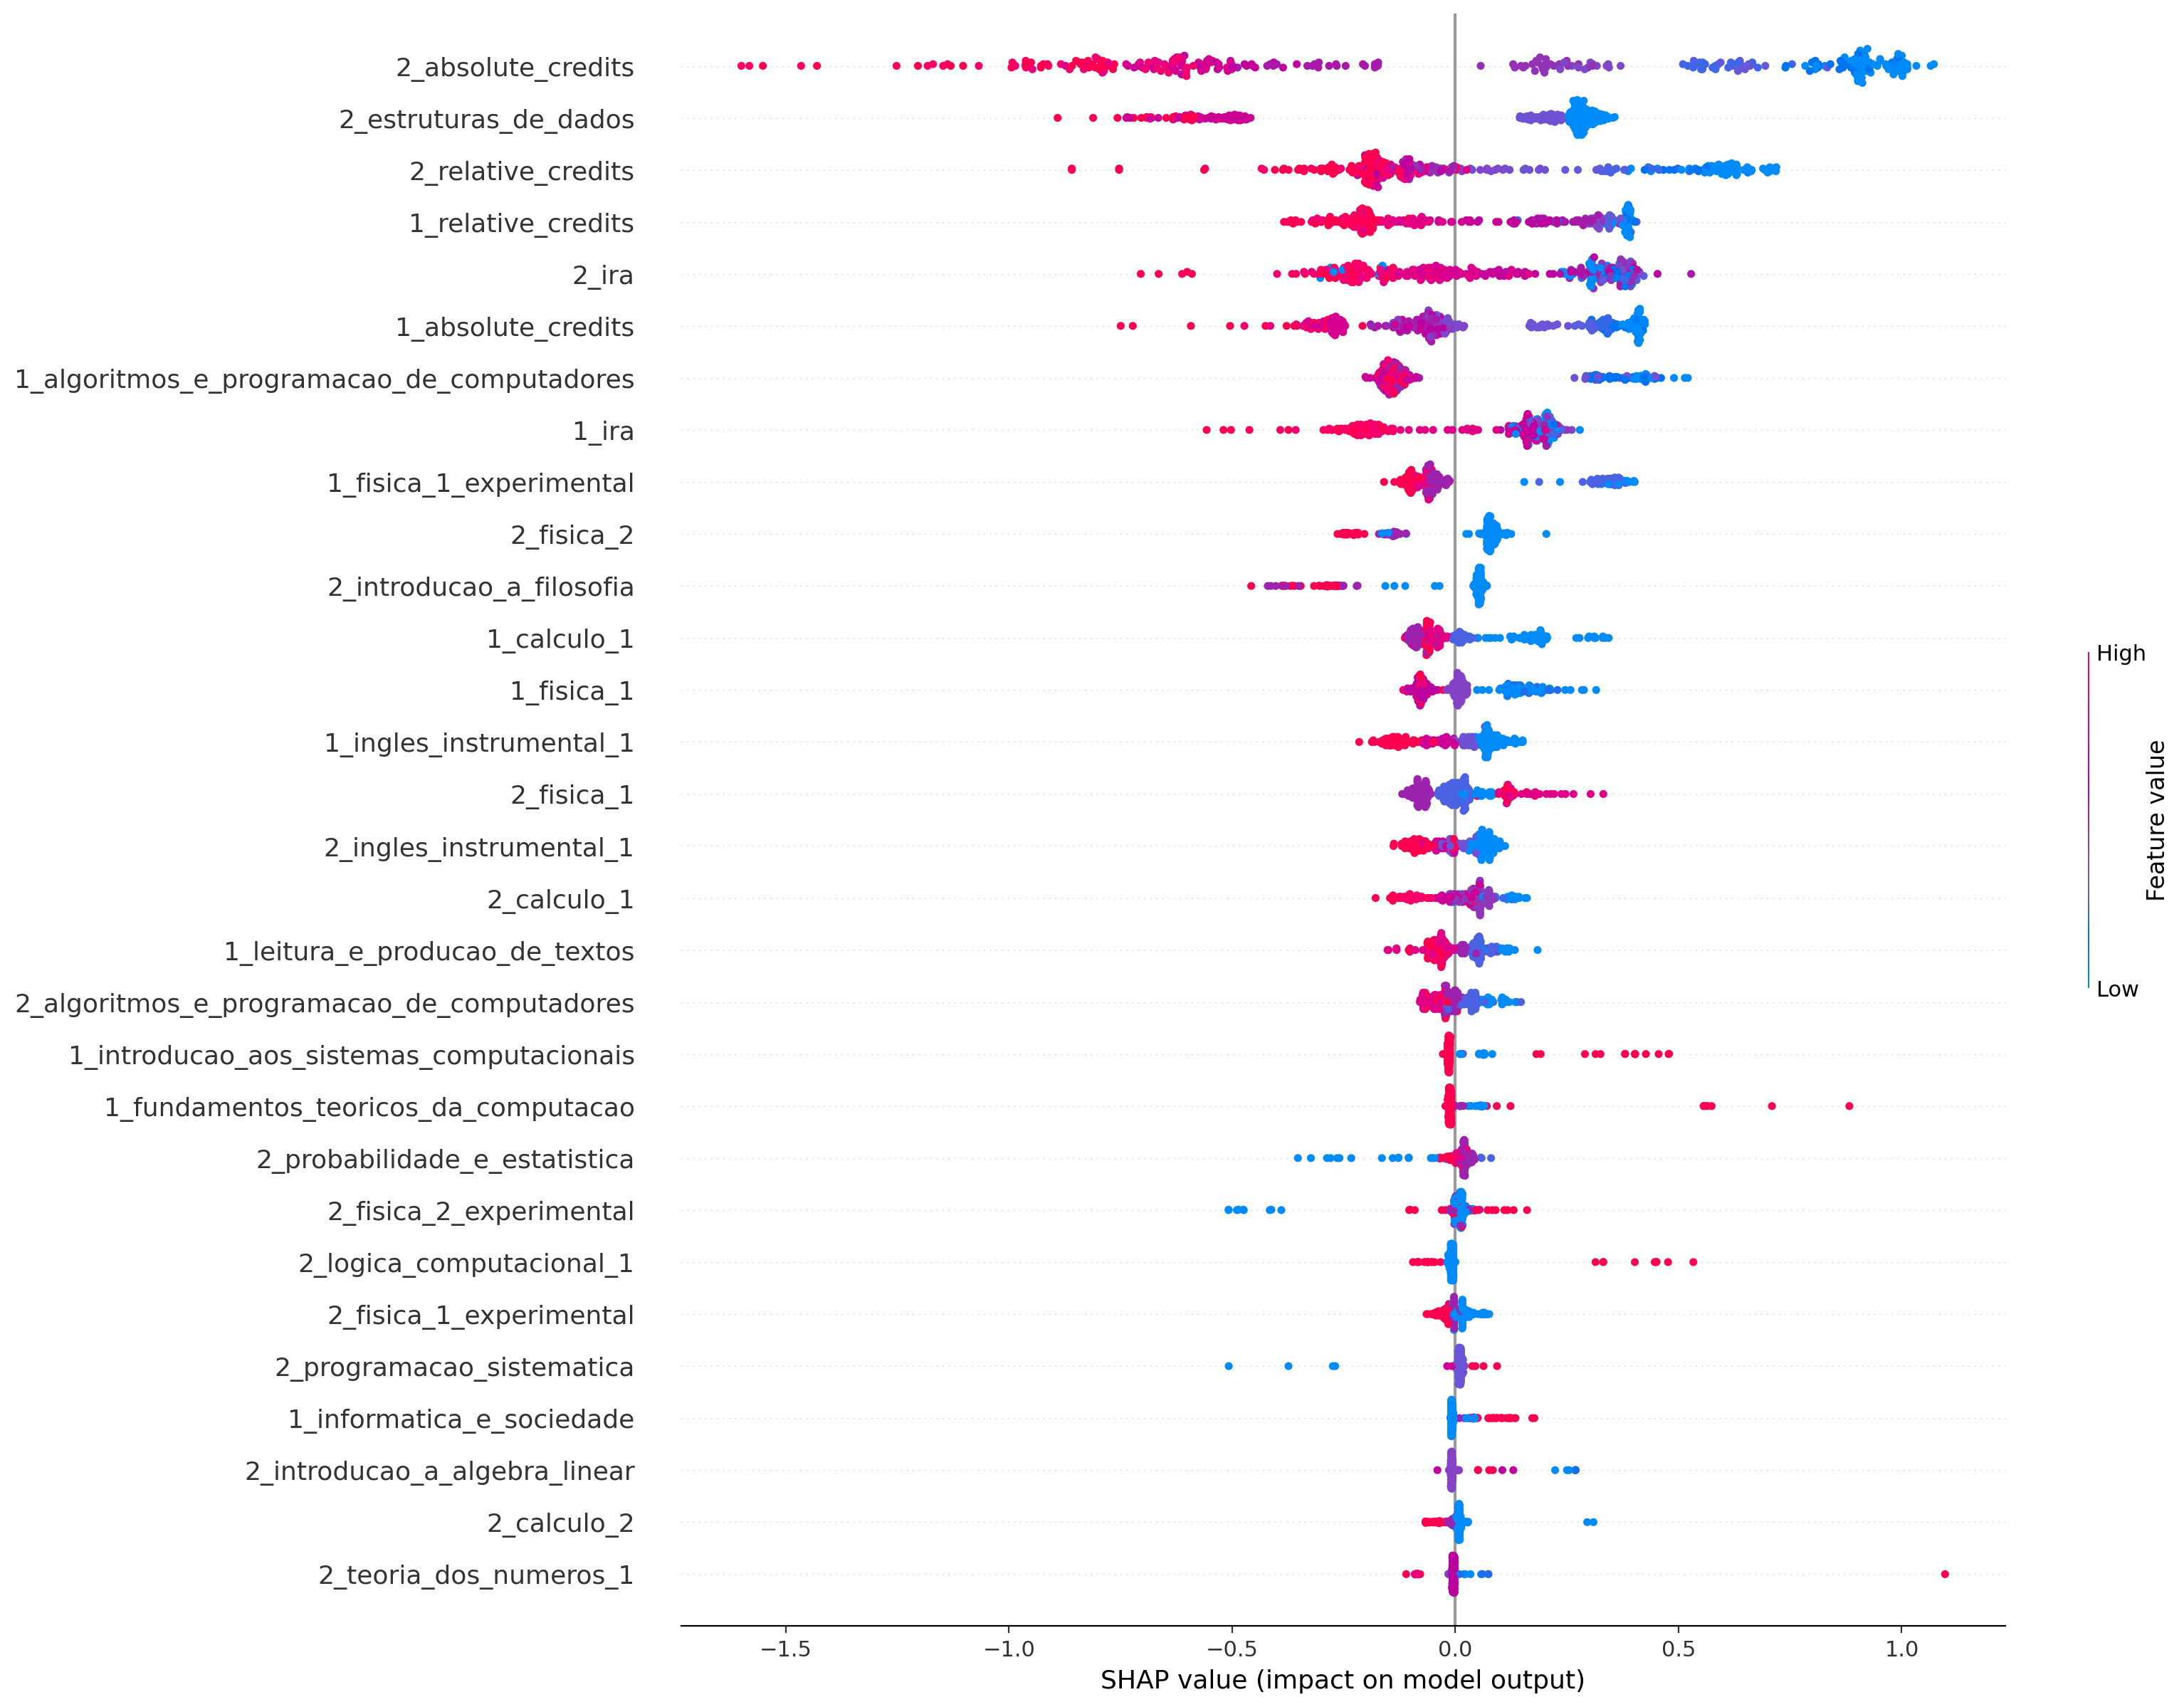 2_absolute_credits
2_estruturas_de_dados
2_relative_credits
1_relative_credits
2_ira
1_absolute_credits
1_algoritmos_e_programacao_de_computadores
1_ira
1_fisica_1_experimental
2_fisica_2
2_introducao_a_filosofia
1_calculo_1
1_fisica_1
1_ingles_instrumental_1
2_fisica_1
2_ingles_instrumental_1
2_calculo_1
1_leitura_e_producao_de_textos
2_algoritmos_e_programacao_de_computadores
1_introducao_aos_sistemas_computacionais
1_fundamentos_teoricos_da_computacao
2_probabilidade_e_estatistica
2_fisica_2_experimental
2_logica_computacional_1
2_fisica_1_experimental
2_programacao_sistematica
1_informatica_e_sociedade
2_introducao_a_algebra_linear
2_calculo_2
2_teoria_dos_numeros_1
−1.5 −1.0 −0.5 0.0 0.5 1.0
SHAP value (impact on model output)
High
Feature value
Low